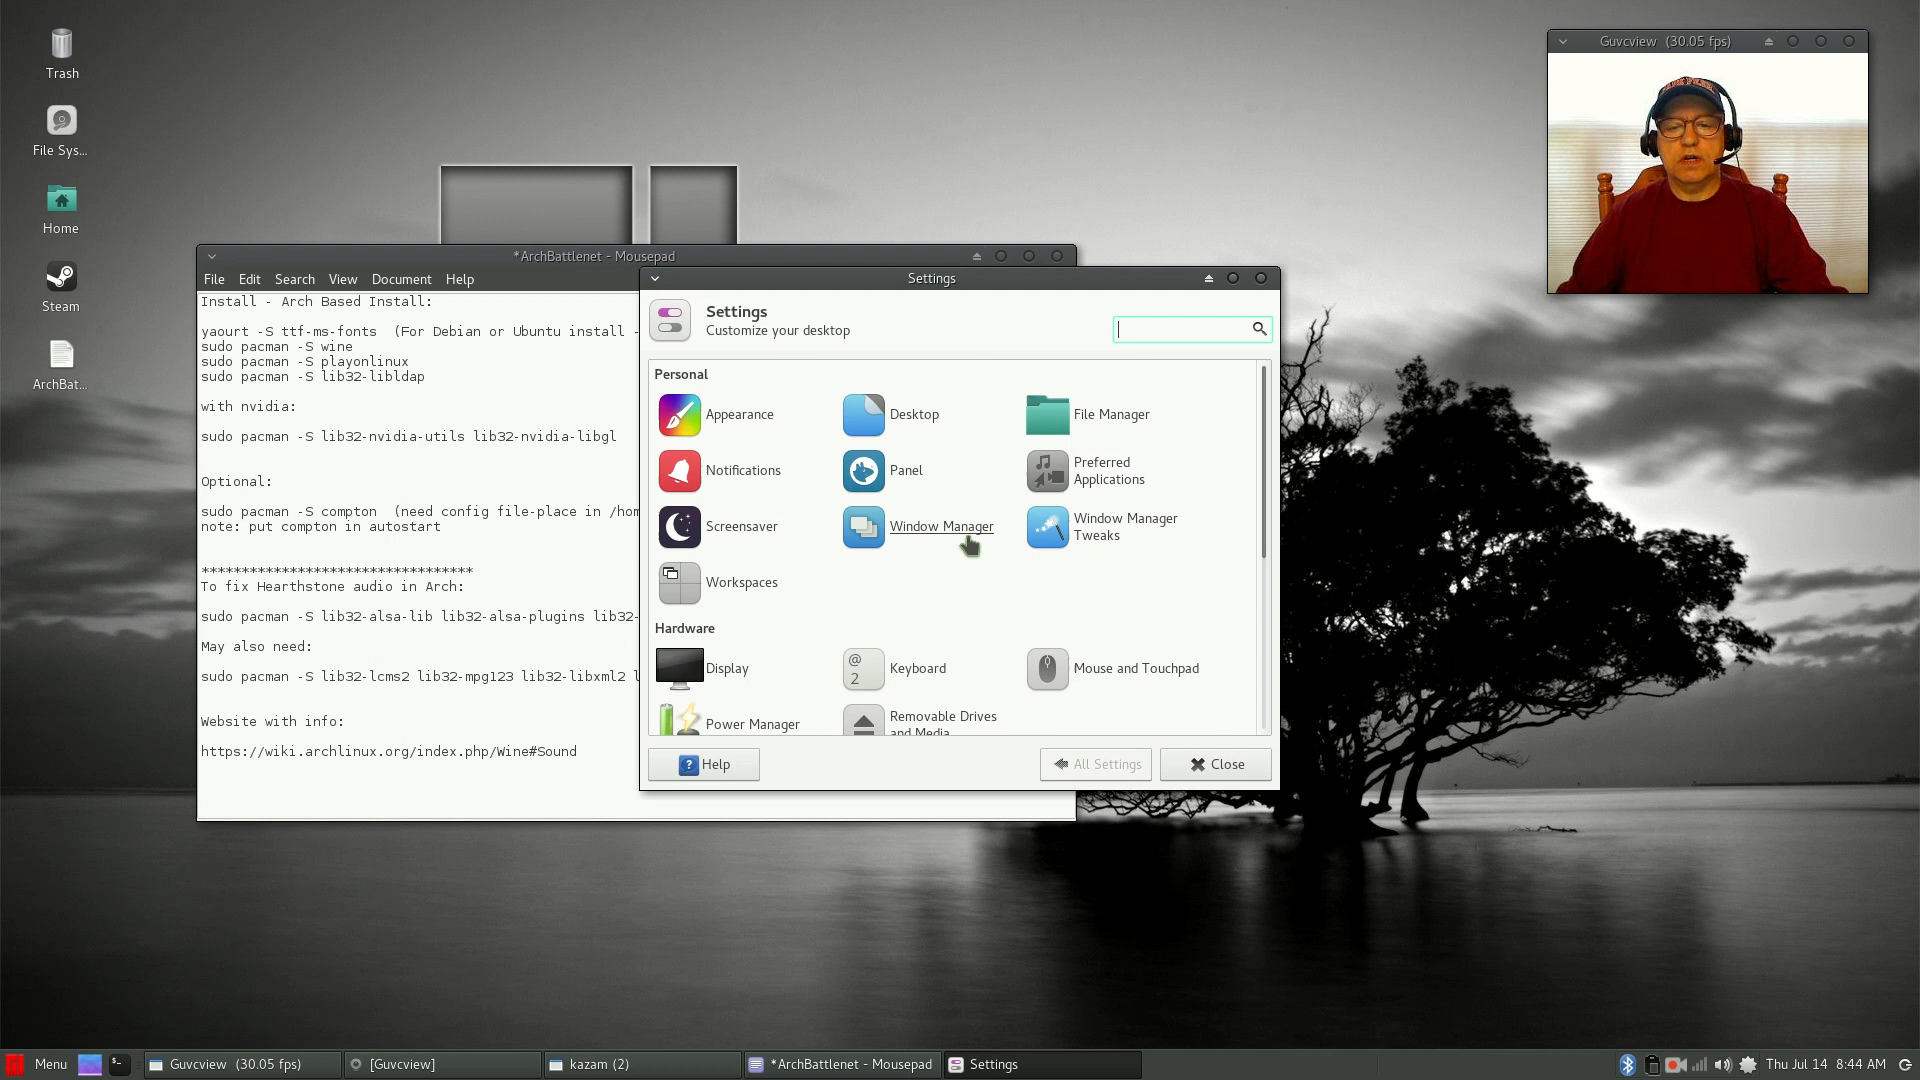 Trash
File Sys...
Home
Steam
ArchBat...
Guvcview (30.05 fps)
*ArchBattlenet - Mousepad
File Edit Search View Document Help
Install - Arch Based Install:
yaourt -S ttf-ms-fonts (For Debian or Ubuntu install -
sudo pacman -S wine
sudo pacman -S playonlinux
sudo pacman -S lib32-libldap
with nvidia:
sudo pacman -S lib32-nvidia-utils lib32-nvidia-libgl
Optional:
sudo pacman -S compton (need config file-place in /hom
note: put compton in autostart
**********************************
To fix Hearthstone audio in Arch:
sudo pacman -S lib32-alsa-lib lib32-alsa-plugins lib32-
May also need:
sudo pacman -S lib32-lcms2 lib32-mpg123 lib32-libxml2 l
Website with info:
https://wiki.archlinux.org/index.php/Wine#Sound
Settings
Settings
Customize your desktop
Personal
Appearance
Desktop
File Manager
Notifications
Panel
Preferred
Applications
Screensaver
Window Manager
Window Manager
Tweaks
Workspaces
Hardware
Display
@
2
Keyboard
Mouse and Touchpad
Power Manager
Removable Drives
and Media
? Help
All Settings
Close
Menu
Guvcview (30.05 fps)
[Guvcview]
kazam (2)
*ArchBattlenet - Mousepad
Settings
Thu Jul 14 8:44 AM